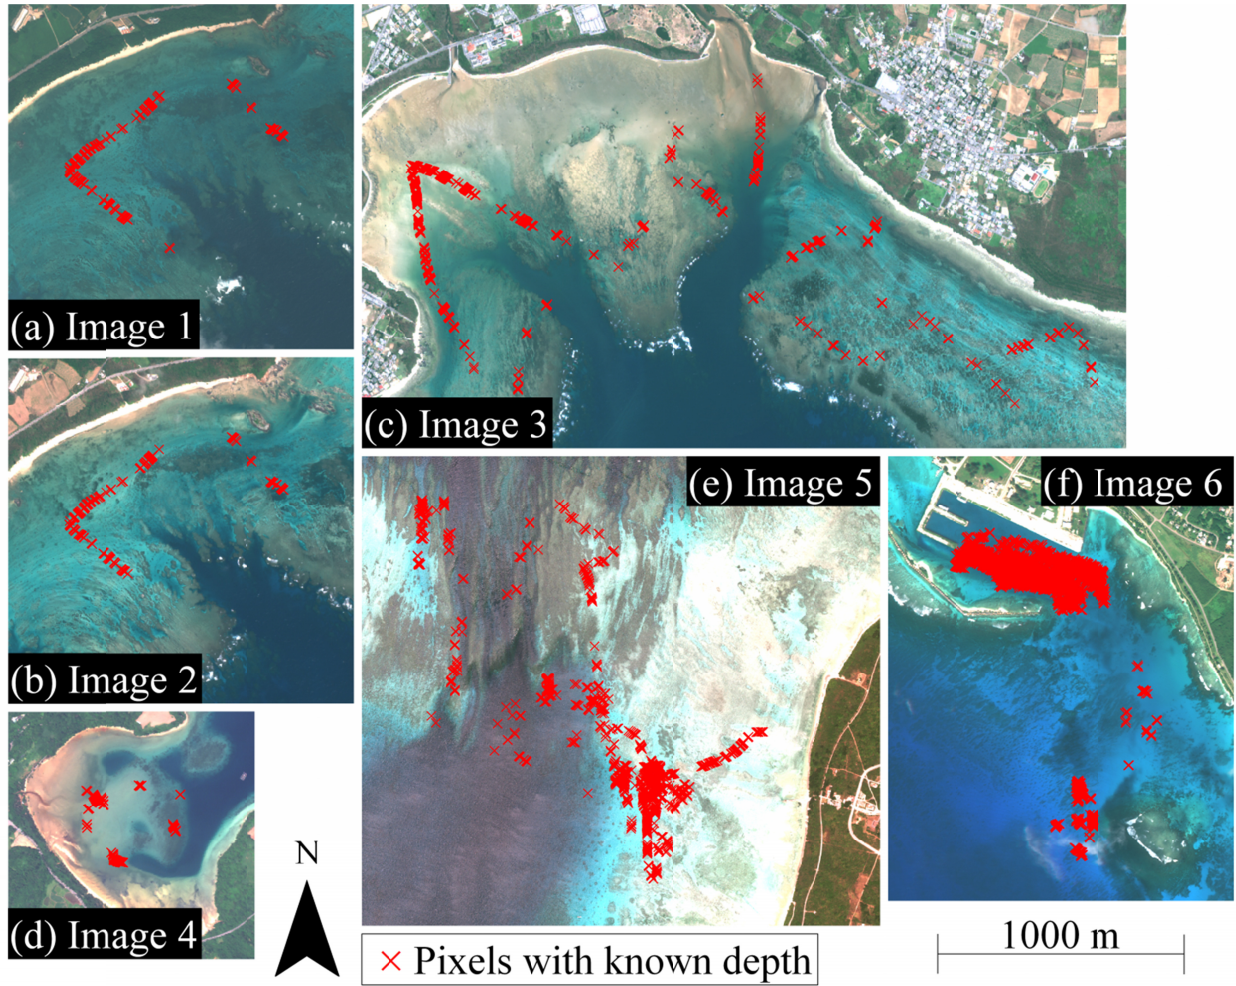 (a) Image 1
(b) Image 2
(c) Image 3
(d) Image 4
(e) Image 5
(f) Image 6
N
1000 m
Pixels with known depth